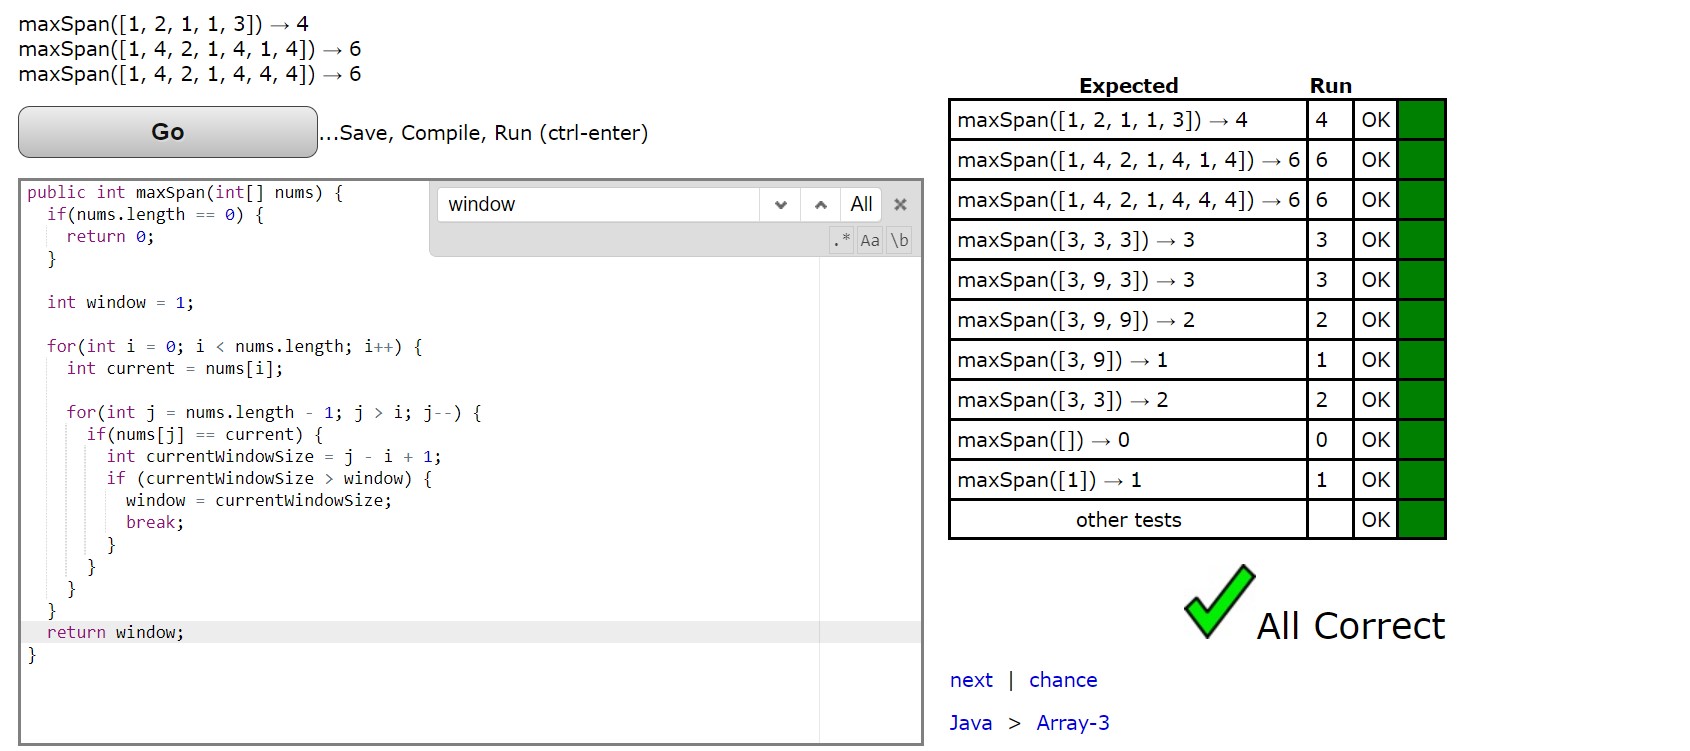 maxSpan([1, 2, 1, 1, 3]) → 4
maxSpan([1, 4, 2, 1, 4, 1, 4]) → 6
maxSpan([1, 4, 2, 1, 4, 4, 4]) → 6
Go ...Save, Compile, Run (ctrl-enter)
window All ×
.* Aa \b
public int maxSpan(int[] nums) {
  if(nums.length == 0) {
    return 0;
  }

  int window = 1;

  for(int i = 0; i < nums.length; i++) {
    int current = nums[i];

    for(int j = nums.length - 1; j > i; j--) {
      if(nums[j] == current) {
        int currentWindowSize = j - i + 1;
        if (currentWindowSize > window) {
          window = currentWindowSize;
          break;
        }
      }
    }
  }
  return window;
}
Expected Run
maxSpan([1, 2, 1, 1, 3]) → 4 4 OK
maxSpan([1, 4, 2, 1, 4, 1, 4]) → 6 6 OK
maxSpan([1, 4, 2, 1, 4, 4, 4]) → 6 6 OK
maxSpan([3, 3, 3]) → 3 3 OK
maxSpan([3, 9, 3]) → 3 3 OK
maxSpan([3, 9, 9]) → 2 2 OK
maxSpan([3, 9]) → 1 1 OK
maxSpan([3, 3]) → 2 2 OK
maxSpan([]) → 0 0 OK
maxSpan([1]) → 1 1 OK
other tests OK
All Correct
next | chance
Java > Array-3